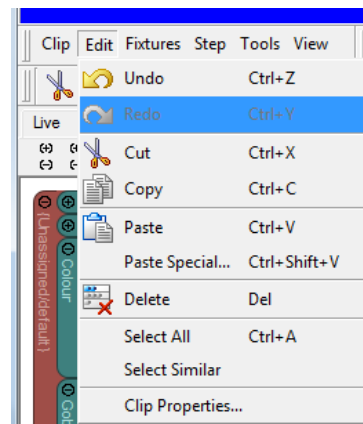 Clip Edit Fixtures Step Tools View
Undo Ctrl+Z
Redo Ctrl+Y
Live
Cut Ctrl+X
Copy Ctrl+C
Paste Ctrl+V
Paste Special... Ctrl+Shift+V
Delete Del
Select All Ctrl+A
Select Similar
Clip Properties...
{Unassigned/default}
Colour